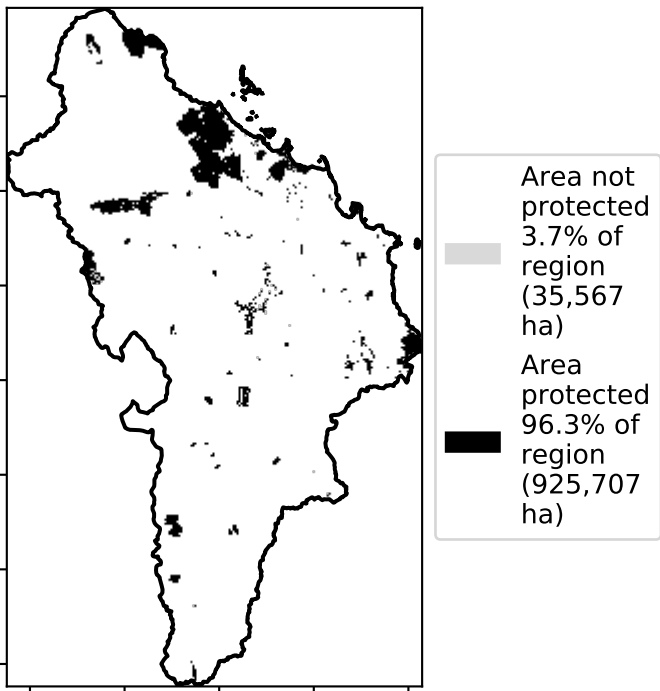 Area not
protected
3.7% of
region
(35,567
ha)
Area
protected
96.3% of
region
(925,707
ha)